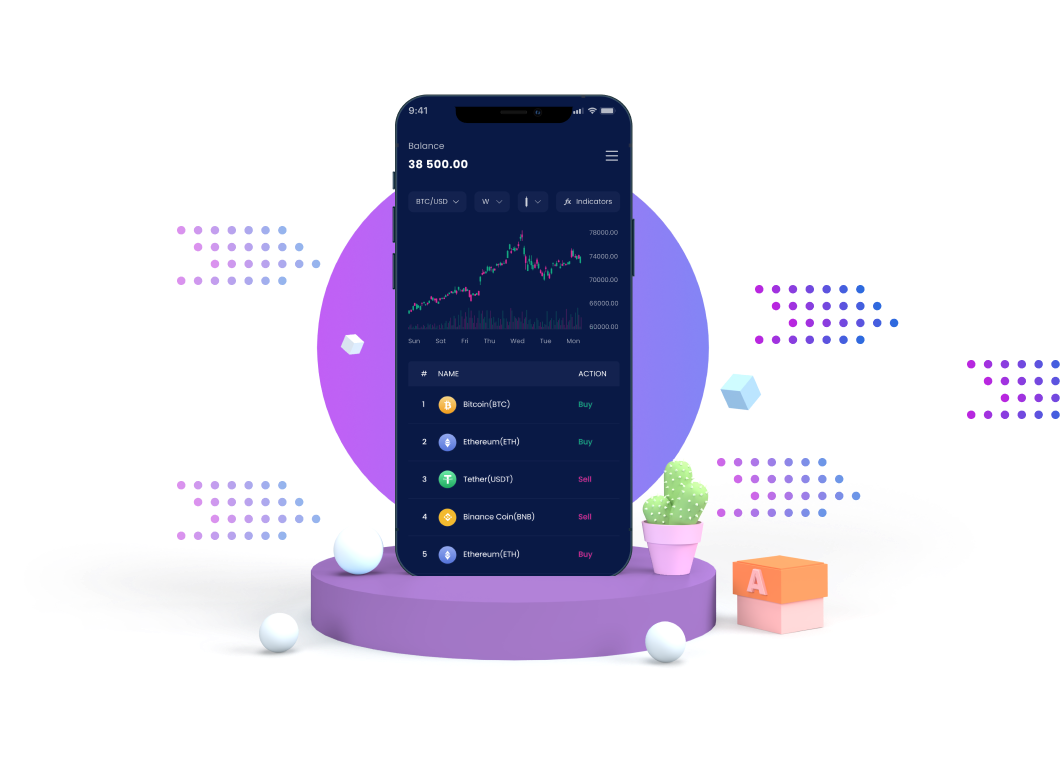 9:41
Balance
38 500.00
BTC/USD W fx Indicators
78000.00
74000.00
70000.00
66000.00
60000.00
Sun Sat Fri Thu Wed Tue Mon
# NAME ACTION
1 Bitcoin(BTC) Buy
2 Ethereum(ETH) Buy
3 Tether(USDT) Sell
4 Binance Coin(BNB) Sell
5 Ethereum(ETH) Buy
A